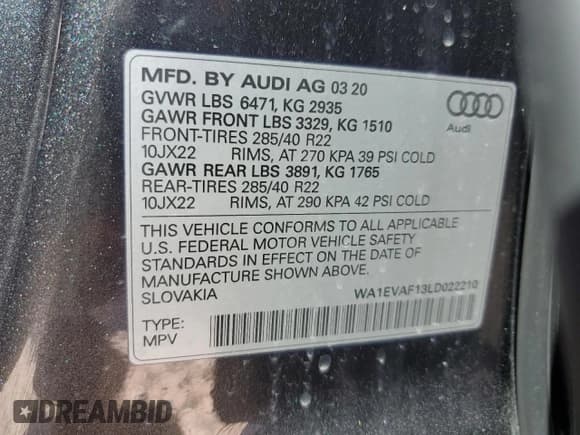 MFD. BY AUDI AG 03 20
GVWR LBS 6471, KG 2935
GAWR FRONT LBS 3329, KG 1510
FRONT-TIRES 285/40 R22
10JX22 RIMS, AT 270 KPA 39 PSI COLD
GAWR REAR LBS 3891, KG 1765
REAR-TIRES 285/40 R22
10JX22 RIMS, AT 290 KPA 42 PSI COLD
Audi
THIS VEHICLE CONFORMS TO ALL APPLICABLE
U.S. FEDERAL MOTOR VEHICLE SAFETY
STANDARDS IN EFFECT ON THE DATE OF
MANUFACTURE SHOWN ABOVE.
SLOVAKIA
WA1EVAF13LD022210
TYPE:
MPV
DREAMBID